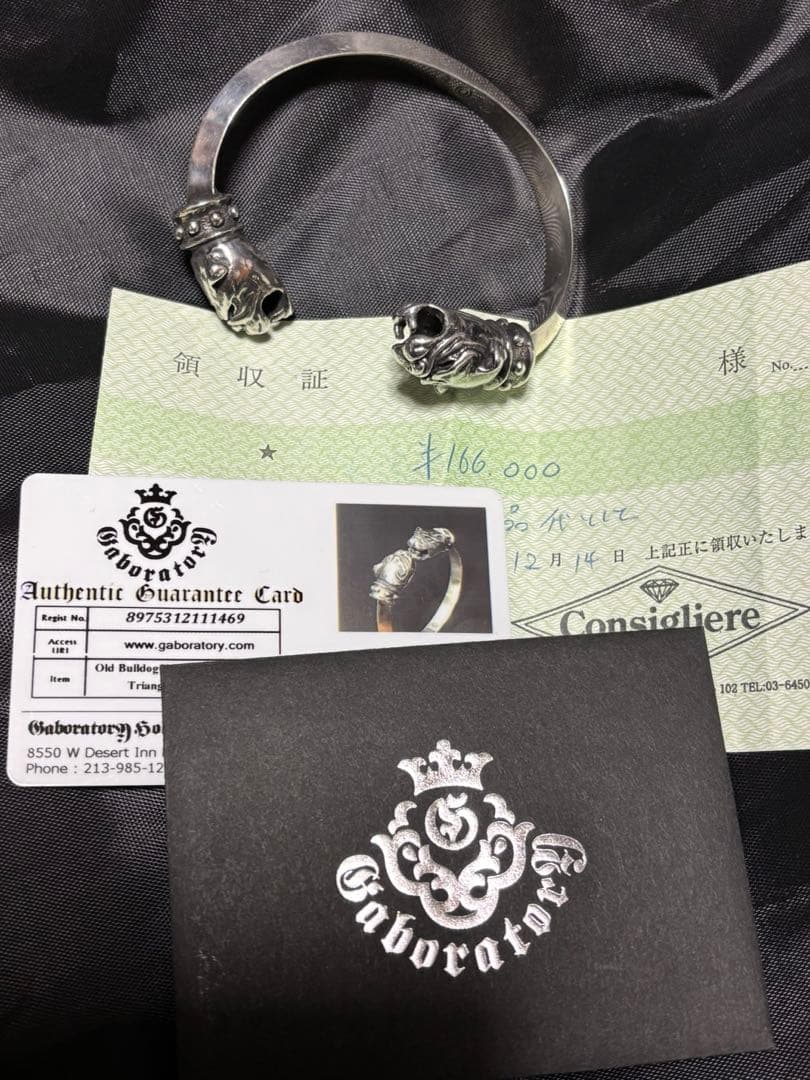 領収証 様 No...
★ ¥166,000
品代として
12月14日 上記正に領収いたしま
Consigliere
102 TEL:03-6450
Gaboratory
Authentic Guarantee Card
Regist No. 8975312111469
Access URL www.gaboratory.com
Item Old Bulldog
Triang
Gaboratory Hol
8550 W Desert Inn
Phone : 213-985-12
G
Gaboratory